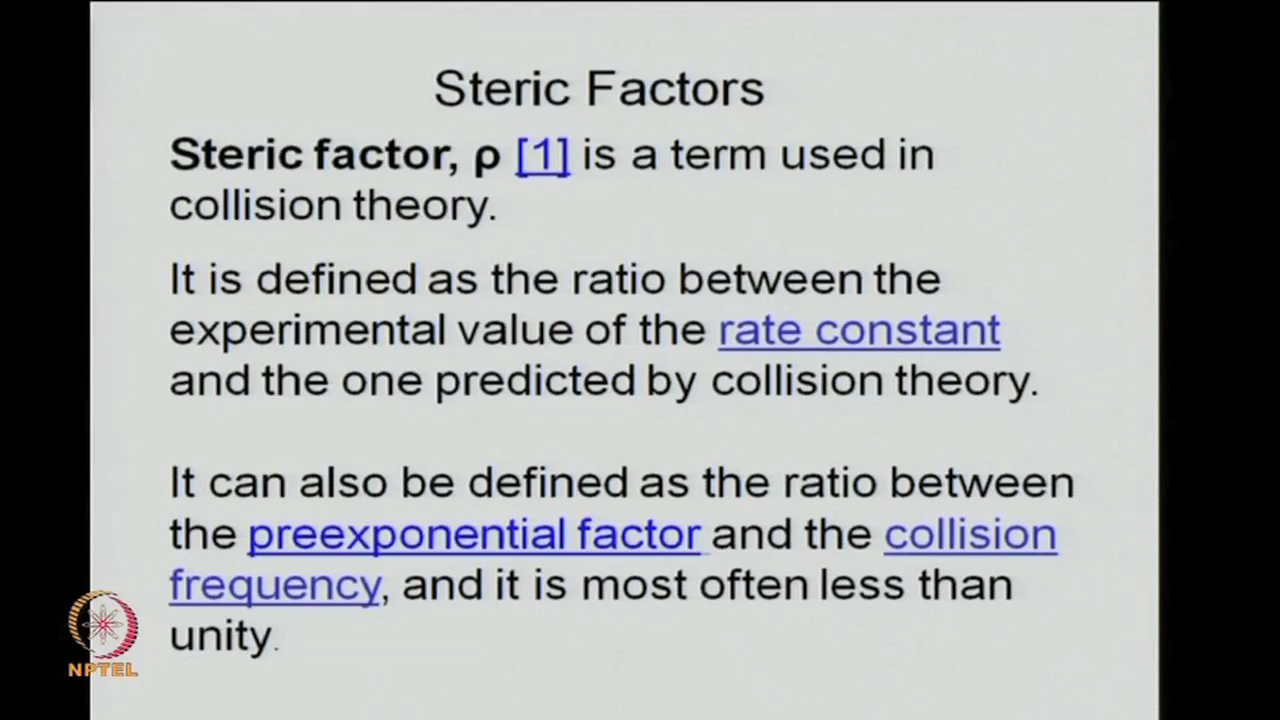 Steric Factors
Steric factor, ρ [1] is a term used in
collision theory.
It is defined as the ratio between the
experimental value of the rate constant
and the one predicted by collision theory.
It can also be defined as the ratio between
the preexponential factor and the collision
frequency, and it is most often less than
unity.
NPTEL